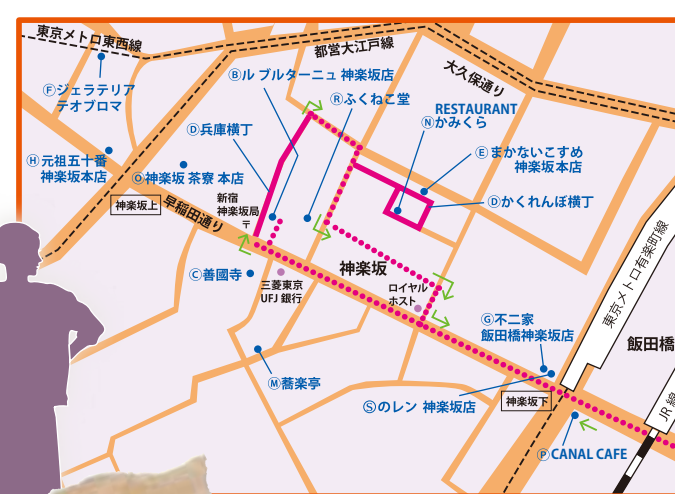 東京メトロ東西線
都営大江戸線
大久保通り
Ⓕジェラテリア
テオブロマ
Ⓑル ブルターニュ 神楽坂店
Ⓡふくねこ堂
RESTAURANT
Ⓝかみくら
Ⓓ兵庫横丁
Ⓔまかないこすめ
神楽坂本店
Ⓗ元祖五十番
神楽坂本店
Ⓞ神楽坂 茶寮 本店
Ⓓかくれんぼ横丁
神楽坂上
早稲田通り
新宿
神楽坂局
〒
東京メトロ有楽町線
Ⓒ善國寺
神楽坂
三菱東京
UFJ 銀行
ロイヤル
ホスト
Ⓖ不二家
飯田橋神楽坂店
飯田橋
Ⓜ蕎楽亭
Ⓢのレン 神楽坂店
神楽坂下
JR 線
ⓅCANAL CAFE